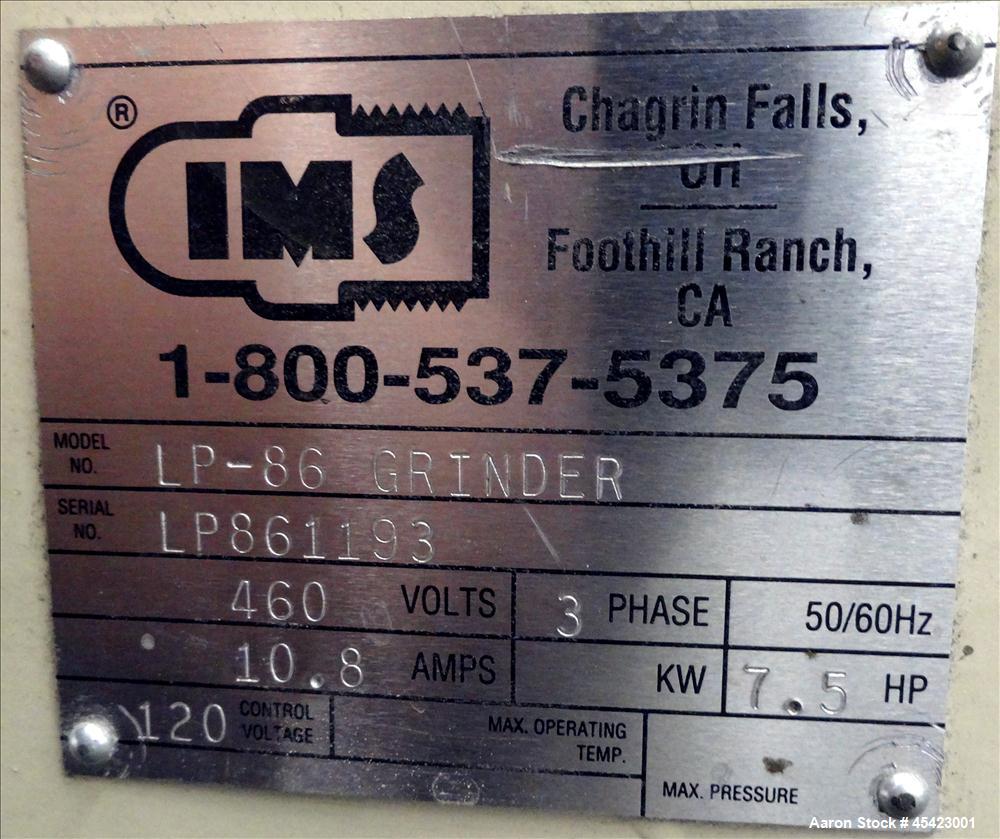 ®
IMS
Chagrin Falls,
OH
Foothill Ranch,
CA
1-800-537-5375
MODEL NO. LP-86 GRINDER
SERIAL NO. LP861193
460 VOLTS 3 PHASE 50/60Hz
10.8 AMPS KW 7.5 HP
120 CONTROL VOLTAGE MAX. OPERATING TEMP.
MAX. PRESSURE
Aaron Stock # 45423001